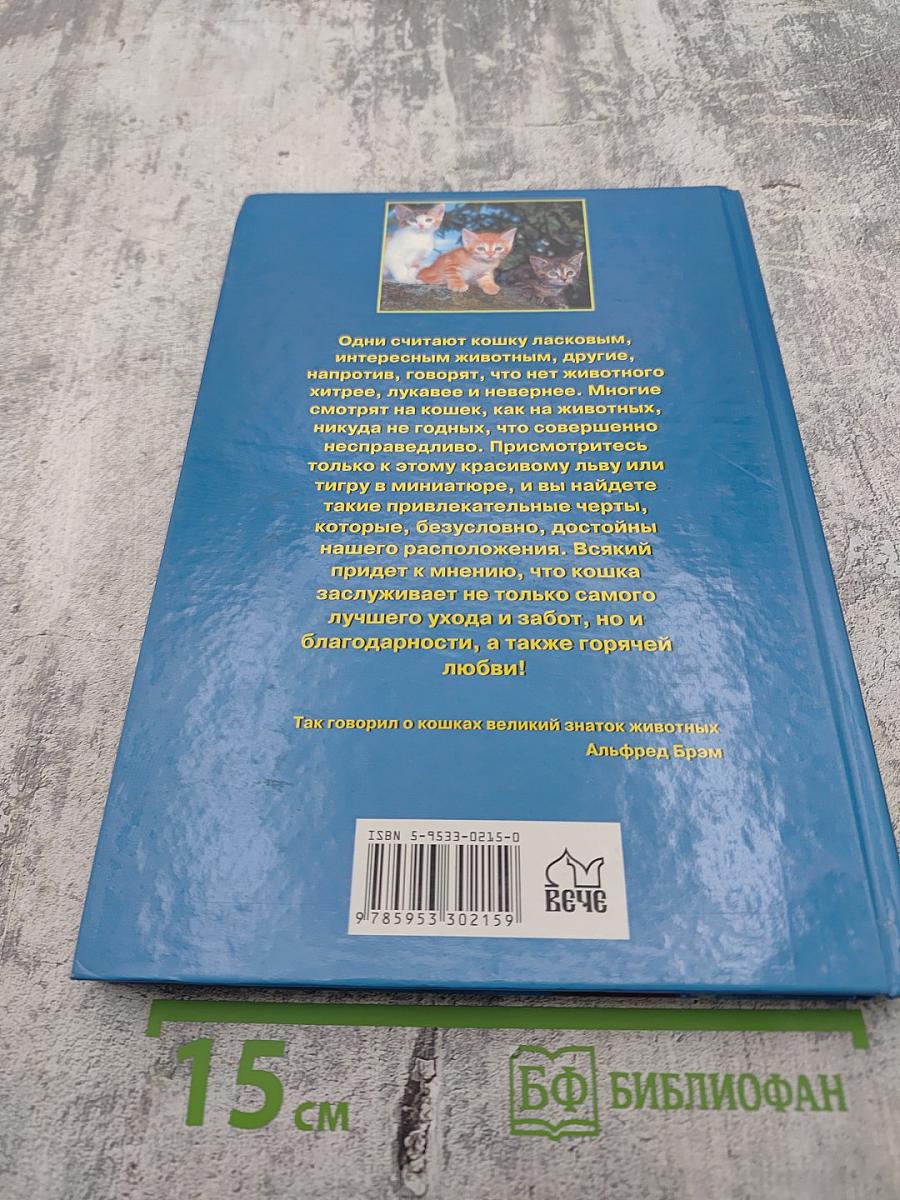 Одни считают кошку ласковым,
интересным животным, другие,
напротив, говорят, что нет животного
хитрее, лукавее и невернее. Многие
смотрят на кошек, как на животных,
никуда не годных, что совершенно
несправедливо. Присмотритесь
только к этому красивому льву или
тигру в миниатюре, и вы найдете
такие привлекательные черты,
которые, безусловно, достойны
нашего расположения. Всякий
придет к мнению, что кошка
заслуживает не только самого
лучшего ухода и забот, но и
благодарности, а также горячей
любви!
Так говорил о кошках великий знаток животных
Альфред Брэм
ISBN 5-9533-0215-0
9 785953 302159
ВЕЧЕ
15 см
БФ БИБЛИОФАН